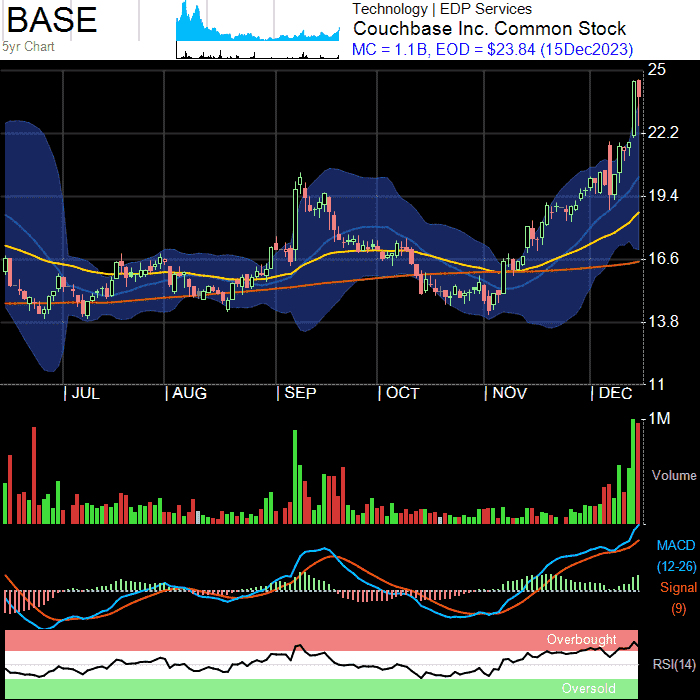 BASE
5yr Chart
Technology | EDP Services
Couchbase Inc. Common Stock
MC = 1.1B, EOD = $23.84 (15Dec2023)
25
22.2
19.4
16.6
13.8
11
| JUL | AUG | SEP | OCT | NOV | DEC
1M
Volume
MACD
(12-26)
Signal
(9)
Overbought
RSI(14)
Oversold